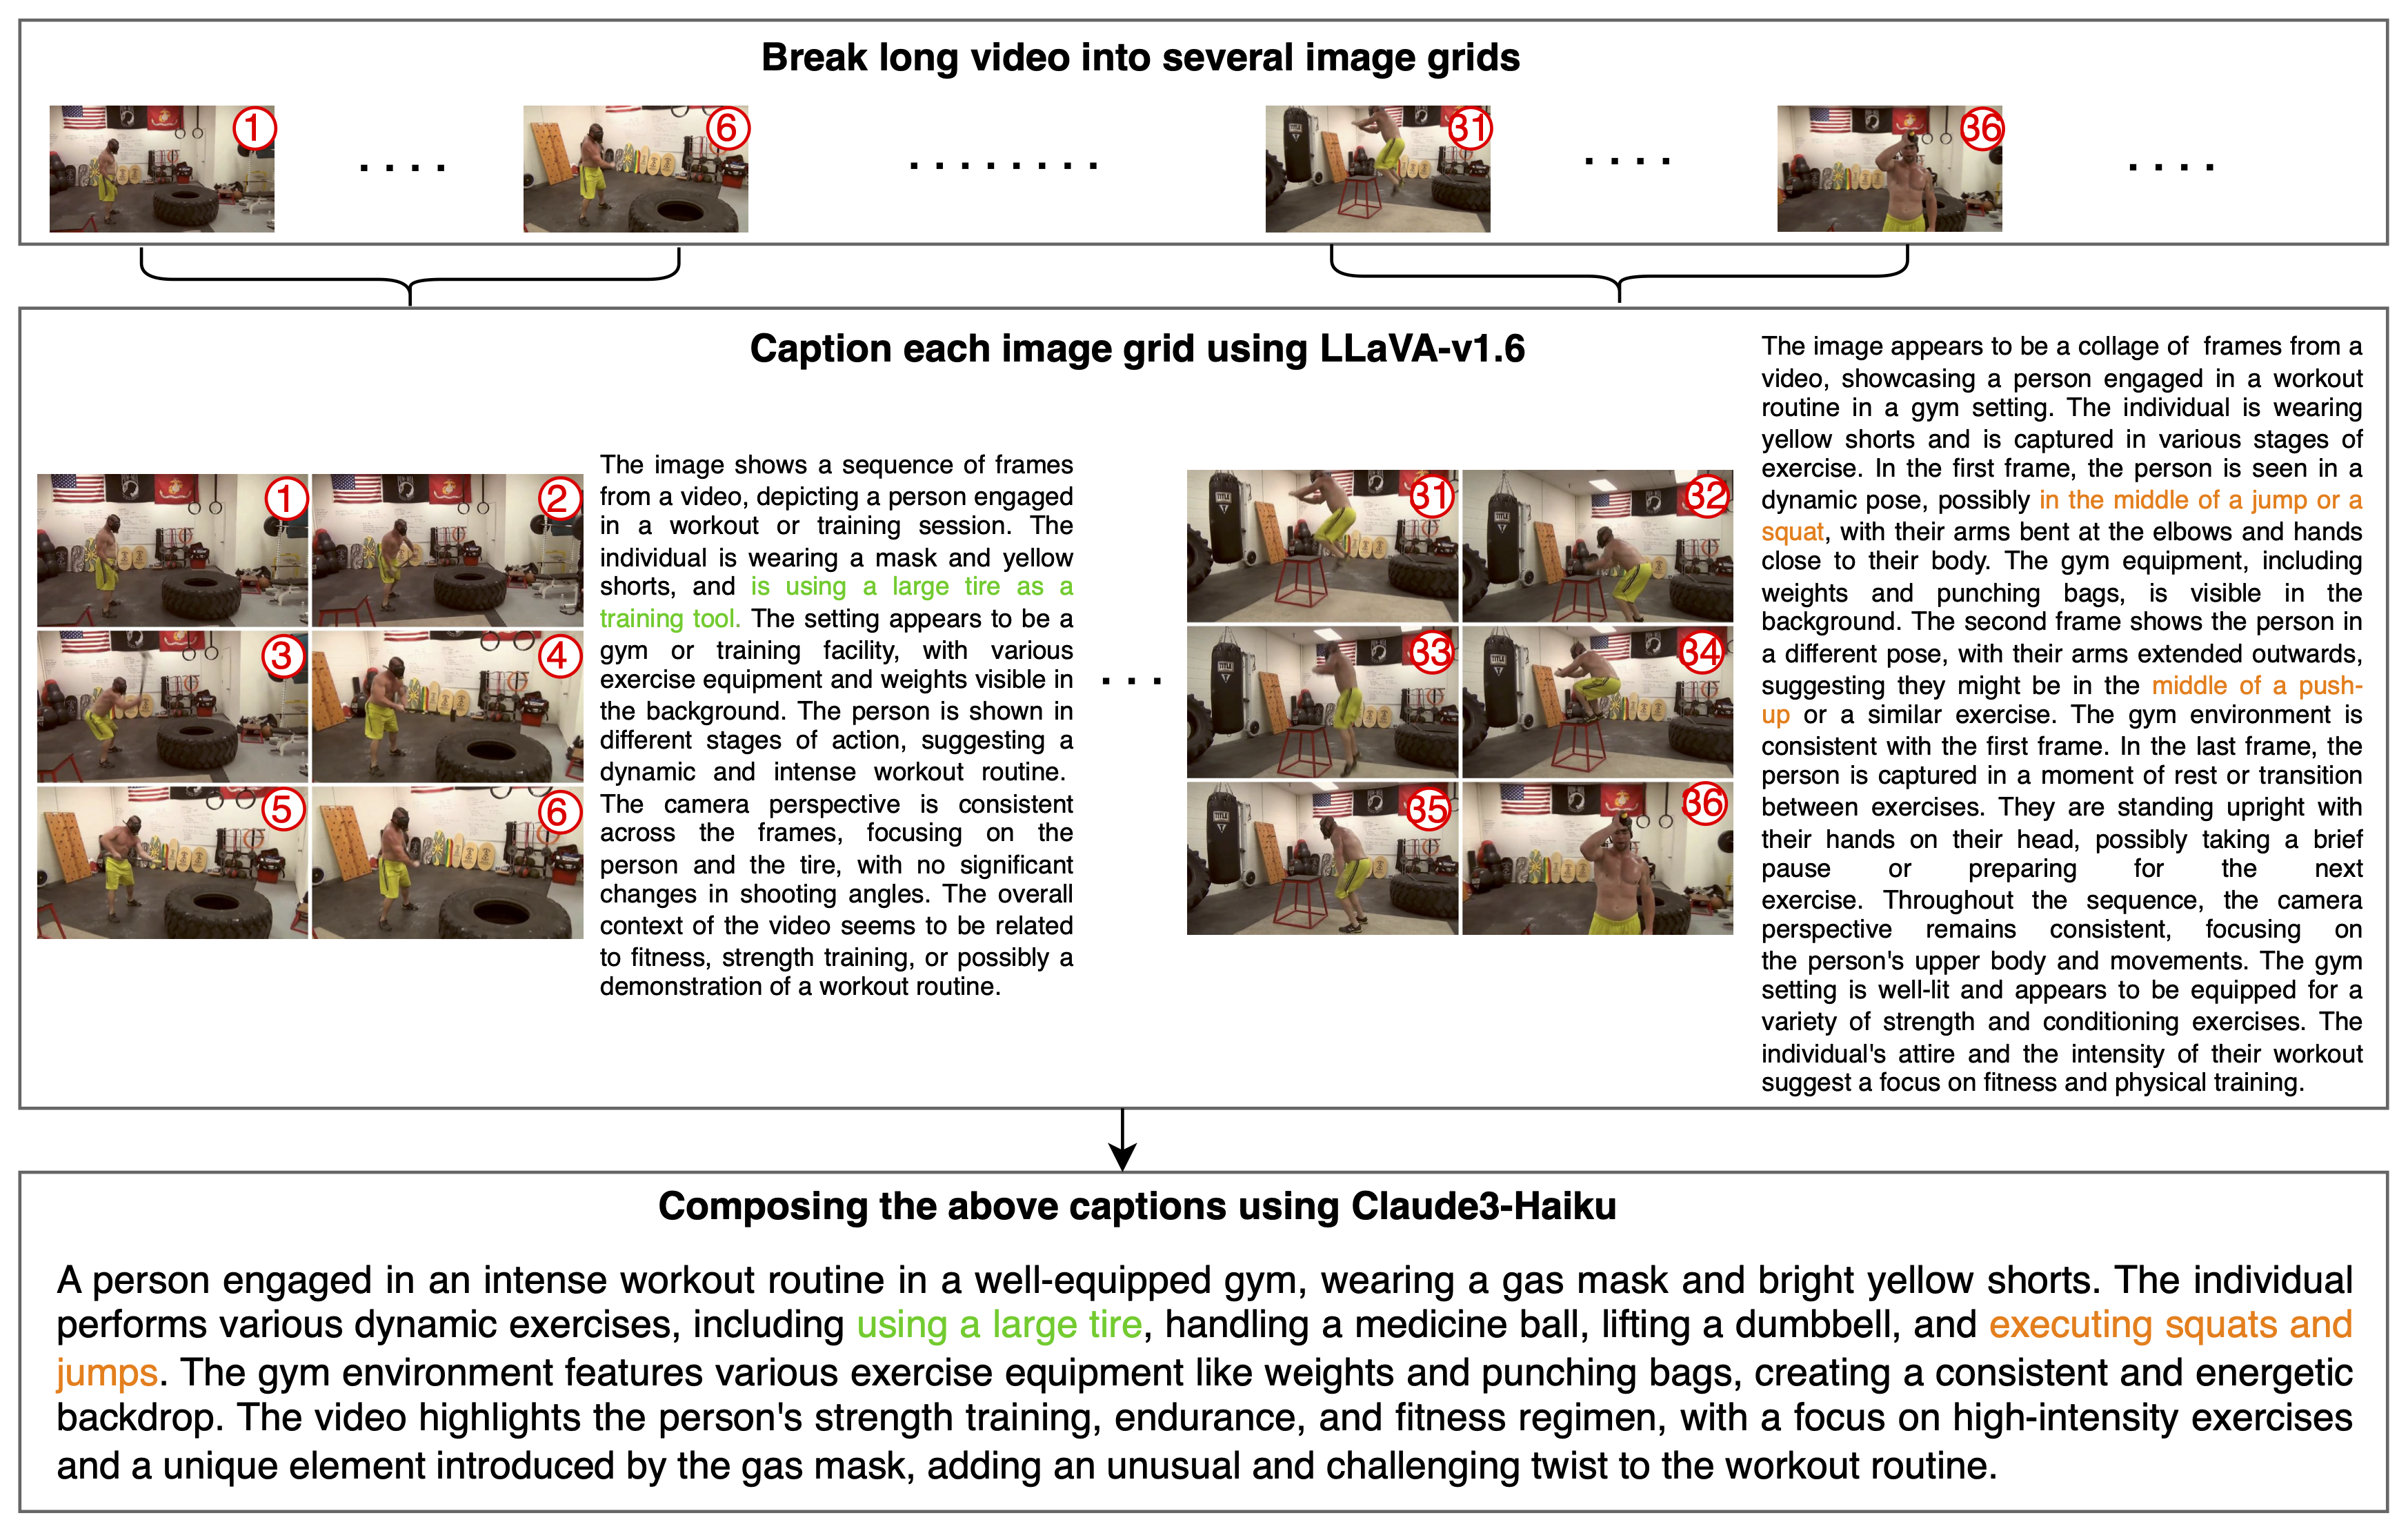 Break long video into several image grids
1
. . . .
6
. . . . . . . .
31
. . . .
36
. . . .
Caption each image grid using LLaVA-v1.6
1
2
3
4
5
6
The image shows a sequence of frames
from a video, depicting a person engaged
in a workout or training session. The
individual is wearing a mask and yellow
shorts, and is using a large tire as a
training tool. The setting appears to be a
gym or training facility, with various
exercise equipment and weights visible in
the background. The person is shown in
different stages of action, suggesting a
dynamic and intense workout routine.
The camera perspective is consistent
across the frames, focusing on the
person and the tire, with no significant
changes in shooting angles. The overall
context of the video seems to be related
to fitness, strength training, or possibly a
demonstration of a workout routine.
. . .
31
32
TITLE
33
34
TITLE
35
36
The image appears to be a collage of frames from a
video, showcasing a person engaged in a workout
routine in a gym setting. The individual is wearing
yellow shorts and is captured in various stages of
exercise. In the first frame, the person is seen in a
dynamic pose, possibly in the middle of a jump or a
squat, with their arms bent at the elbows and hands
close to their body. The gym equipment, including
weights and punching bags, is visible in the
background. The second frame shows the person in
a different pose, with their arms extended outwards,
suggesting they might be in the middle of a push-
up or a similar exercise. The gym environment is
consistent with the first frame. In the last frame, the
person is captured in a moment of rest or transition
between exercises. They are standing upright with
their hands on their head, possibly taking a brief
pause or preparing for the next
exercise. Throughout the sequence, the camera
perspective remains consistent, focusing on
the person's upper body and movements. The gym
setting is well-lit and appears to be equipped for a
variety of strength and conditioning exercises. The
individual's attire and the intensity of their workout
suggest a focus on fitness and physical training.
Composing the above captions using Claude3-Haiku
A person engaged in an intense workout routine in a well-equipped gym, wearing a gas mask and bright yellow shorts. The individual
performs various dynamic exercises, including using a large tire, handling a medicine ball, lifting a dumbbell, and executing squats and
jumps. The gym environment features various exercise equipment like weights and punching bags, creating a consistent and energetic
backdrop. The video highlights the person's strength training, endurance, and fitness regimen, with a focus on high-intensity exercises
and a unique element introduced by the gas mask, adding an unusual and challenging twist to the workout routine.